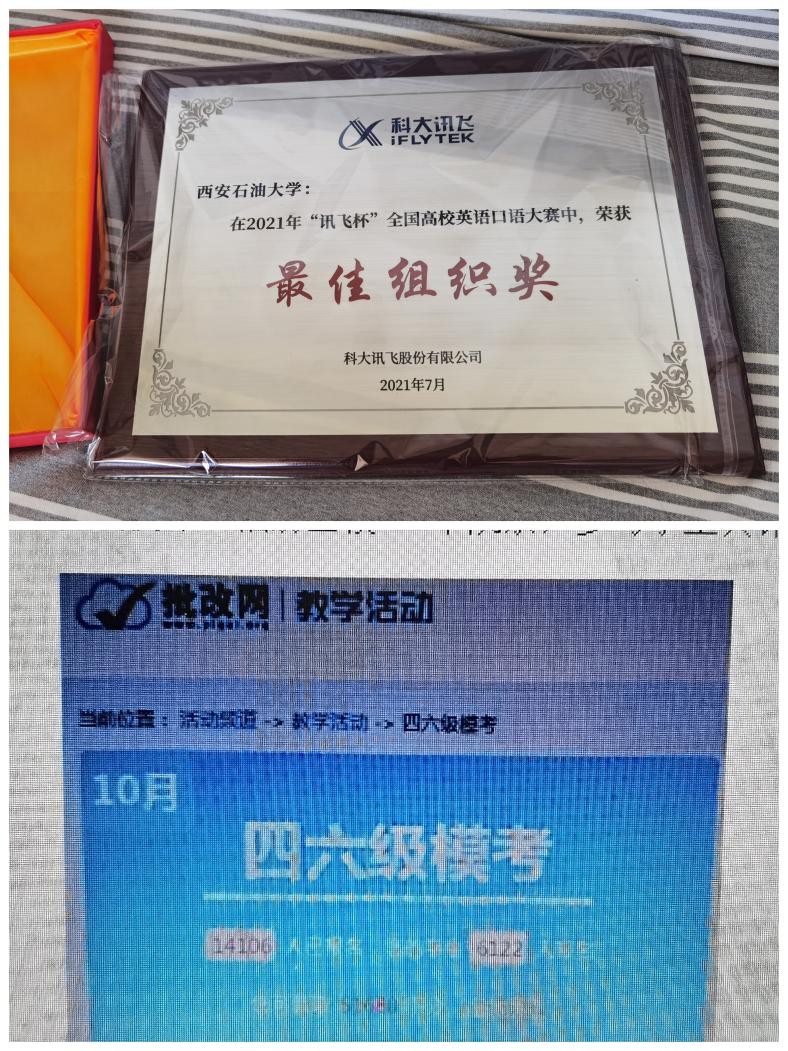 科大讯飞
iFLYTEK
西安石油大学：
在2021年“讯飞杯”全国高校英语口语大赛中，荣获
最佳组织奖
科大讯飞股份有限公司
2021年7月
批改网 | 教学活动
www.pigai.org
当前位置： 活动频道 -> 教学活动 -> 四六级模考
10月
四六级模考
14106 6122